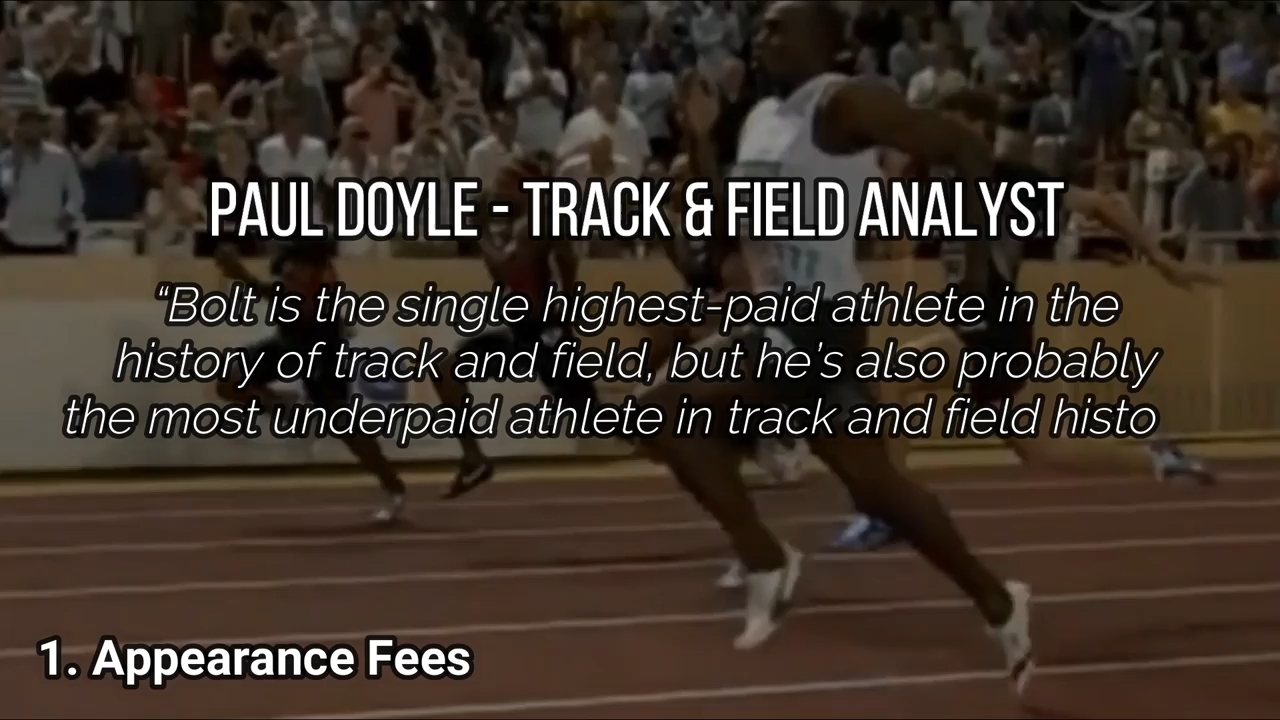 PAUL DOYLE - TRACK & FIELD ANALYST
“Bolt is the single highest-paid athlete in the
history of track and field, but he’s also probably
the most underpaid athlete in track and field histo
1. Appearance Fees